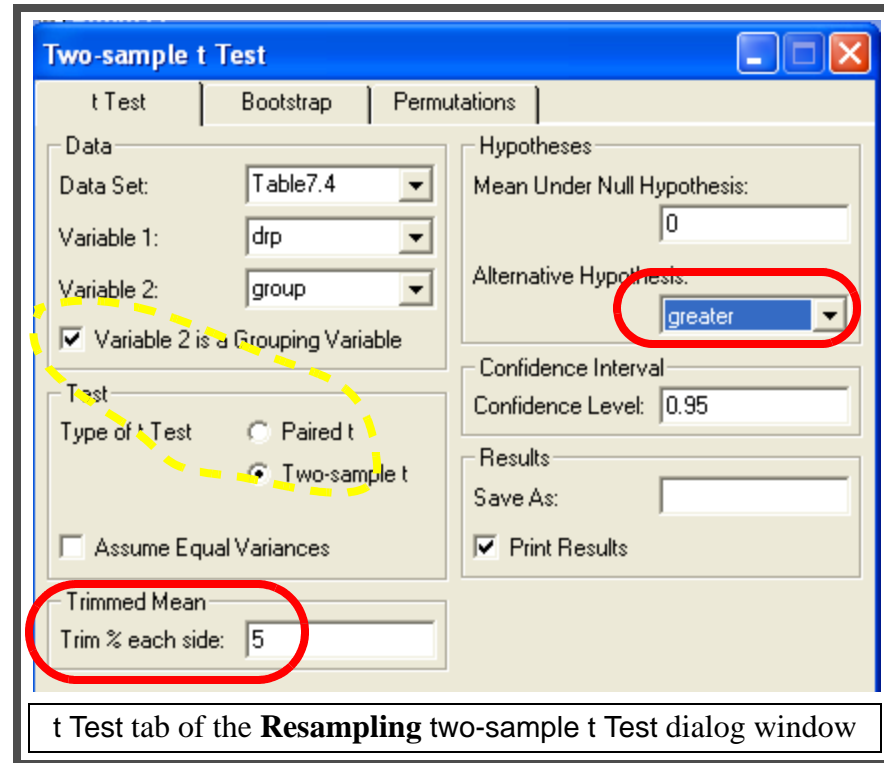 Two-sample t Test
t Test Bootstrap Permutations
Data
Data Set: Table7.4
Variable 1: drp
Variable 2: group
Variable 2 is a Grouping Variable
Test
Type of t Test Paired t
Two-sample t
Assume Equal Variances
Trimmed Mean
Trim % each side: 5
Hypotheses
Mean Under Null Hypothesis:
0
Alternative Hypothesis:
greater
Confidence Interval
Confidence Level: 0.95
Results
Save As:
Print Results
t Test tab of the Resampling two-sample t Test dialog window